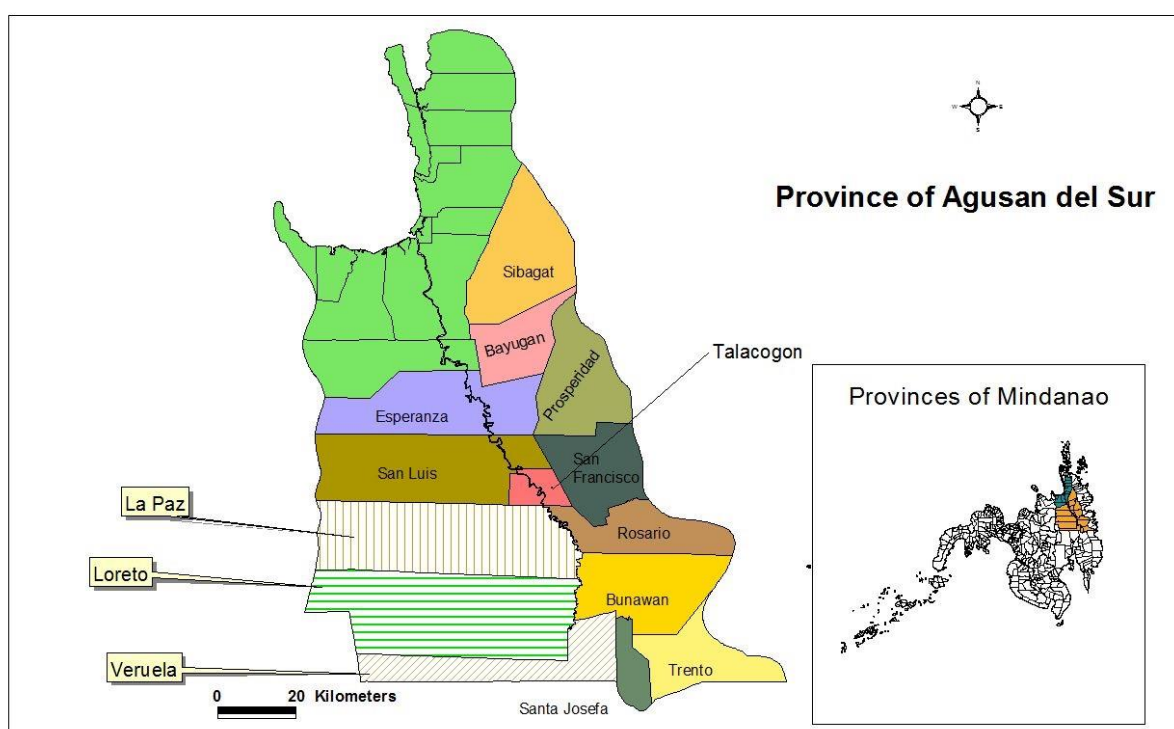 N
W
E
S
Province of Agusan del Sur
Sibagat
Bayugan
Talacogon
Prosperidad
Esperanza
San Luis
San
Francisco
La Paz
Rosario
Loreto
Bunawan
Veruela
Trento
0 20 Kilometers
Santa Josefa
Provinces of Mindanao